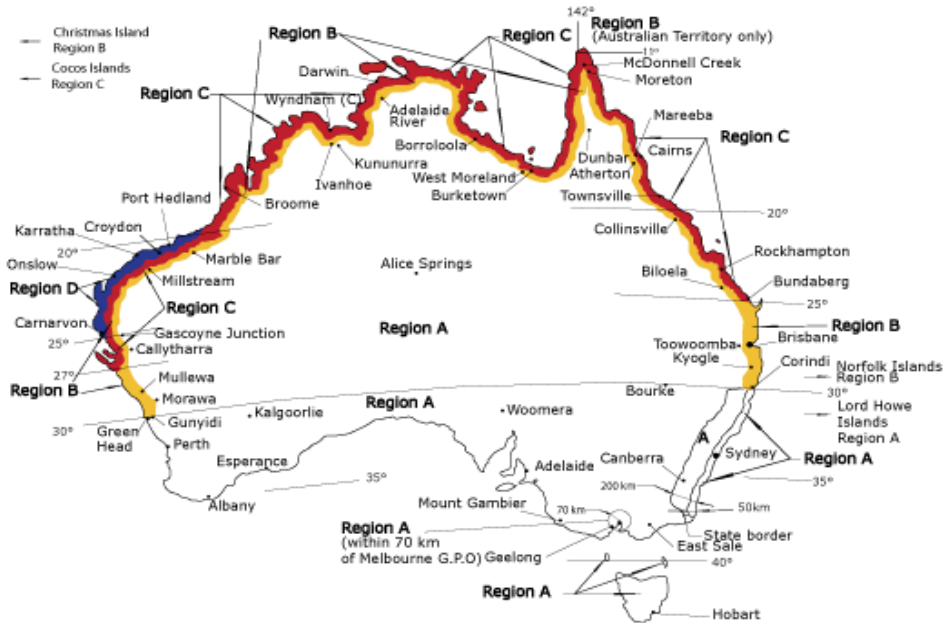 142°
Region B
(Australian Territory only)
11°
Christmas Island
Region B
Cocos Islands
Region C
Region B
Region C
McDonnell Creek
Moreton
Darwin
Region C
Wyndham (C)
Adelaide
River
Mareeba
Region C
Cairns
Borroloola
Kununurra
Ivanhoe
West Moreland
Burketown
Dunbar
Atherton
Townsville
Broome
Port Hedland
Croydon
Karratha
20°
20°
Collinsville
Onslow
Marble Bar
Millstream
Alice Springs
Rockhampton
Biloela
Bundaberg
Region D
Region C
25°
Carnarvon
25°
Gascoyne Junction
Callytharra
Region A
Region B
Brisbane
Toowoomba
Kyogle
27°
Region B
Mullewa
Morawa
Corindi
Norfolk Islands
Region B
Bourke
30°
Region A
Gunyidi
30°
Green
Head
Kalgoorlie
Woomera
Lord Howe
Islands
Region A
Perth
A
Sydney
Region A
Esperance
Adelaide
Canberra
35°
35°
Albany
200km
Mount Gambier
70 km
50km
Region A
(within 70 km
of Melbourne G.P.O)
Geelong
State border
East Sale
40°
Region A
Hobart